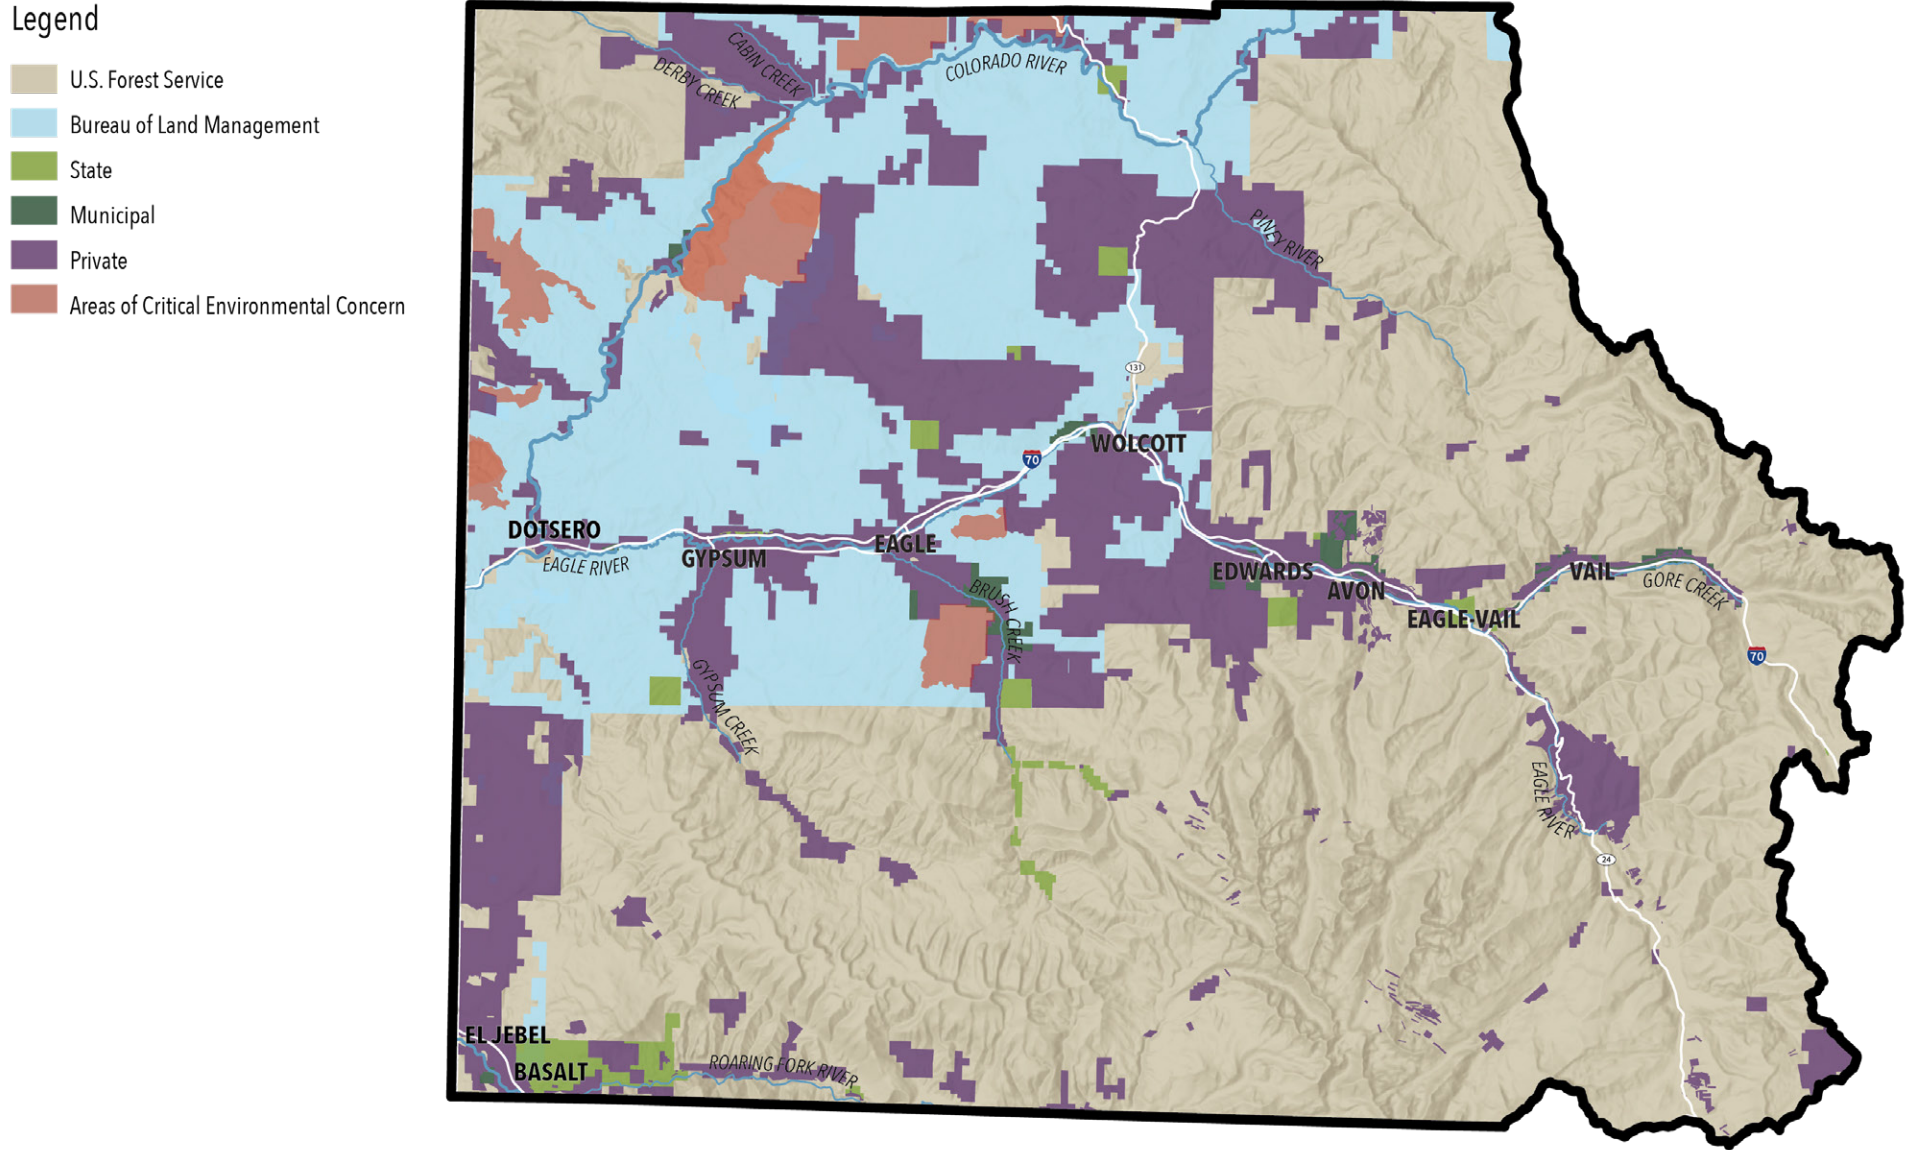 Legend
U.S. Forest Service
Bureau of Land Management
State
Municipal
Private
Areas of Critical Environmental Concern
CABIN CREEK
DERBY CREEK
COLORADO RIVER
PINEY RIVER
131
WOLCOTT
70
DOTSERO
EAGLE RIVER
GYPSUM
EAGLE
BRUSH CREEK
EDWARDS
AVON
EAGLE-VAIL
VAIL
GORE CREEK
70
GYPSUM CREEK
EAGLE RIVER
24
EL JEBEL
BASALT
ROARING FORK RIVER